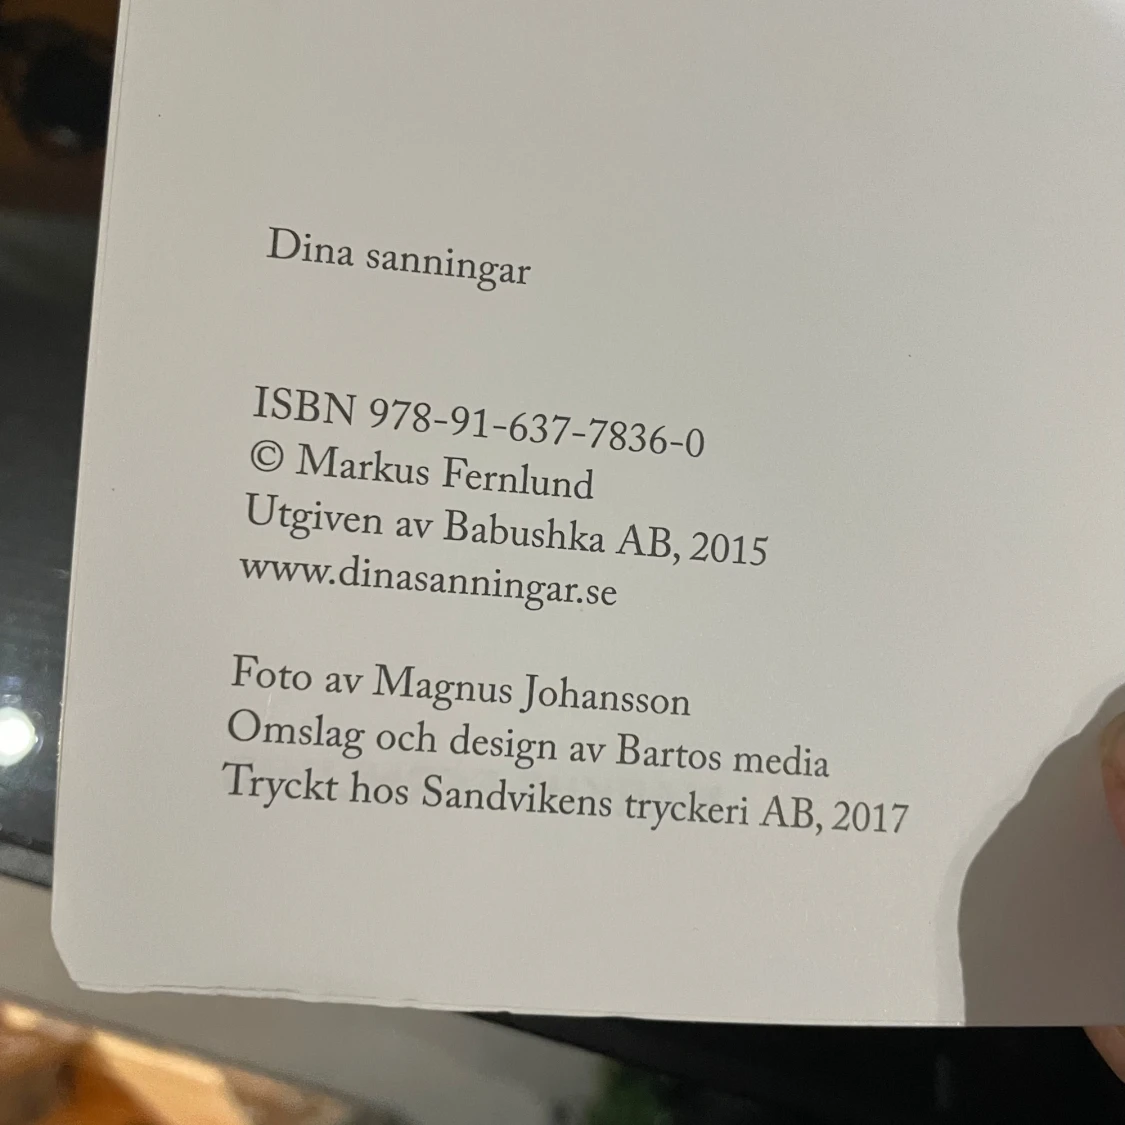 Dina sanningar
ISBN 978-91-637-7836-0
© Markus Fernlund
Utgiven av Babushka AB, 2015
www.dinasanningar.se
Foto av Magnus Johansson
Omslag och design av Bartos media
Tryckt hos Sandvikens tryckeri AB, 2017